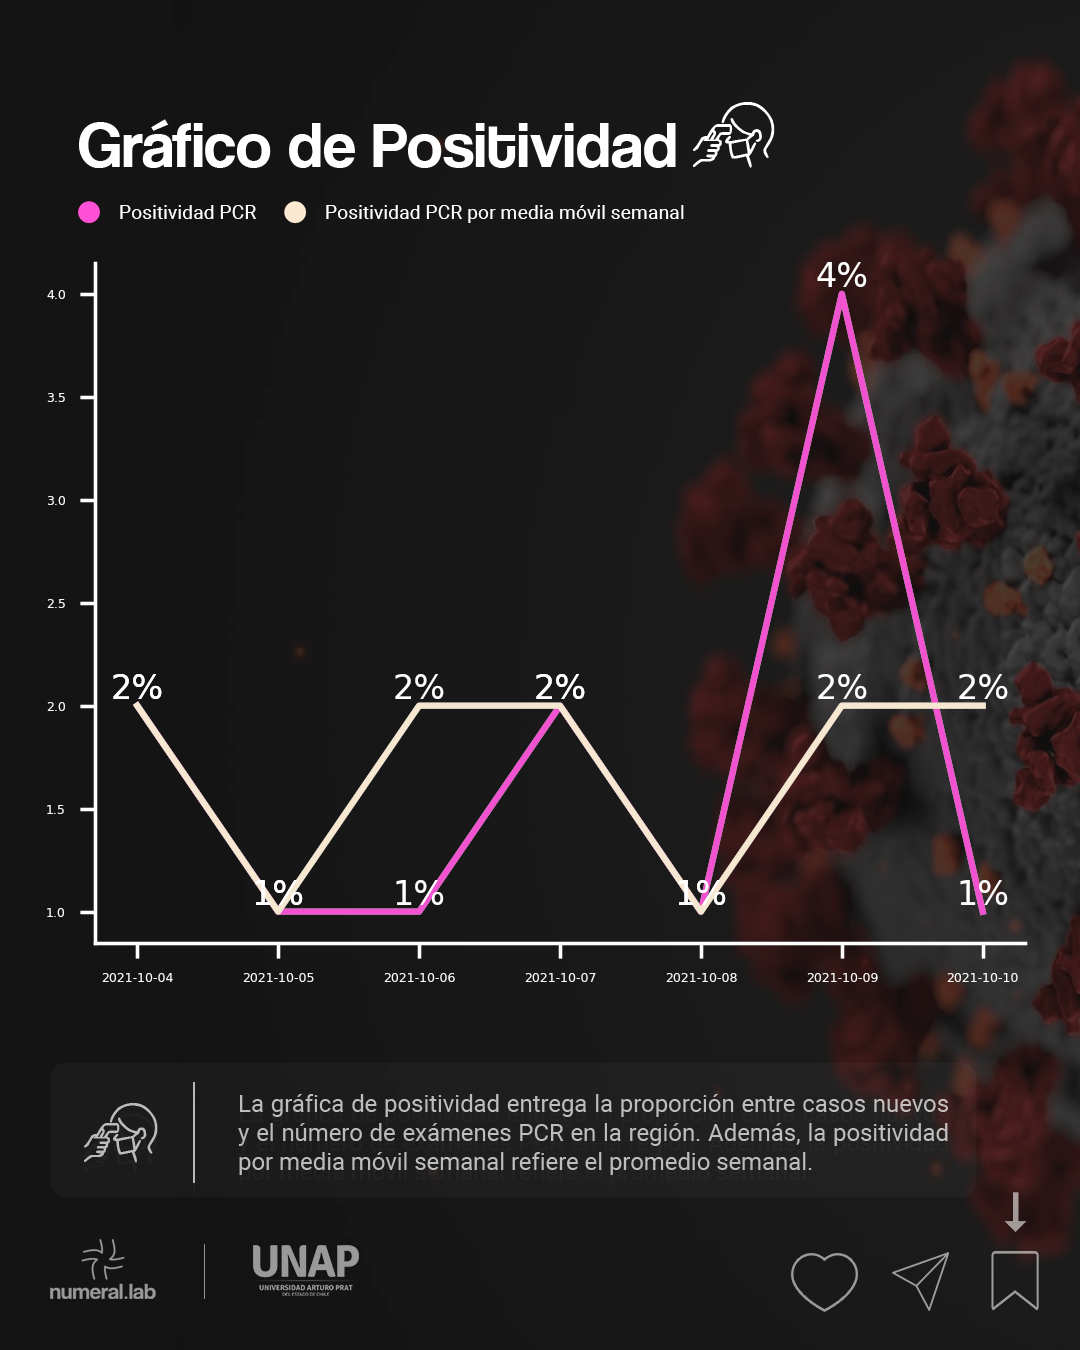 Gráfico de Positividad
Positividad PCR
Positividad PCR por media móvil semanal
4%
4.0
3.5
3.0
2.5
2% 2% 2% 2% 2%
2.0
1.5
1% 1% 1% 1%
1.0
2021-10-04 2021-10-05 2021-10-06 2021-10-07 2021-10-08 2021-10-09 2021-10-10
La gráfica de positividad entrega la proporción entre casos nuevos
y el número de exámenes PCR en la región. Además, la positividad
por media móvil semanal refiere el promedio semanal.
numeral.lab
UNAP
UNIVERSIDAD ARTURO PRAT
DEL ESTADO DE CHILE